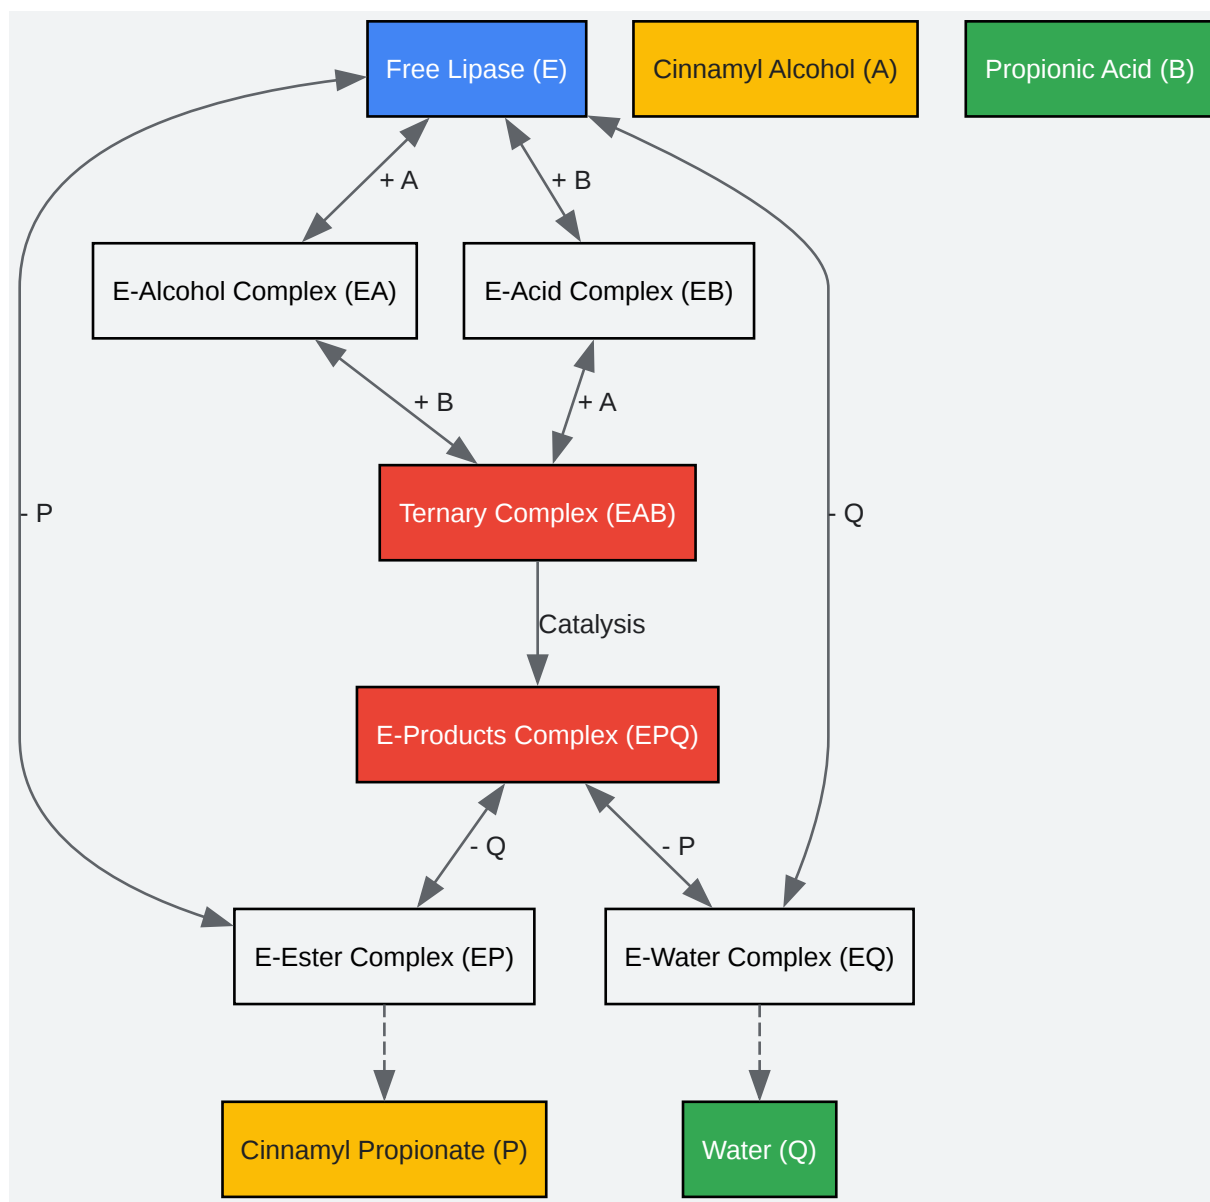 Free Lipase (E)
Cinnamyl Alcohol (A)
Propionic Acid (B)
+ A
+ B
E-Alcohol Complex (EA)
E-Acid Complex (EB)
+ B
+ A
Ternary Complex (EAB)
- P
- Q
Catalysis
E-Products Complex (EPQ)
- Q
- P
E-Ester Complex (EP)
E-Water Complex (EQ)
Cinnamyl Propionate (P)
Water (Q)